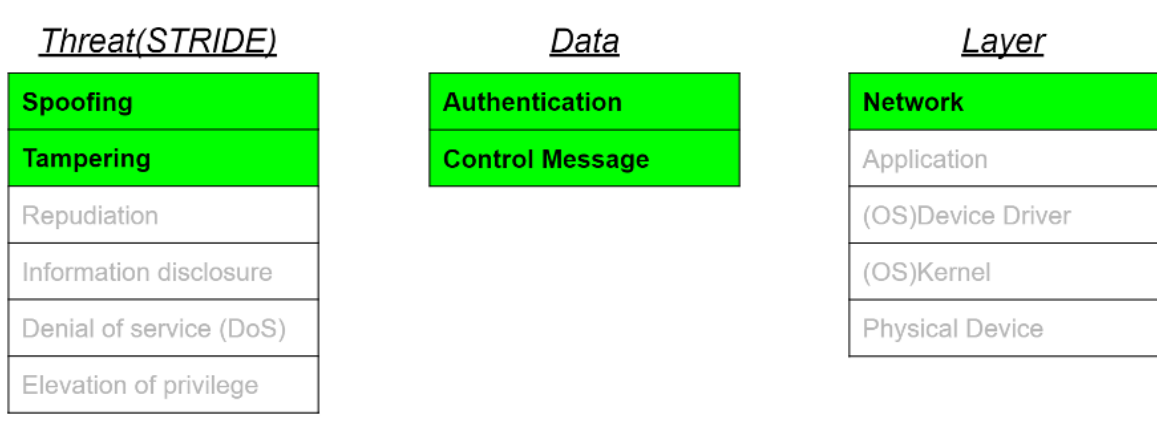 Threat(STRIDE)
Spoofing
Tampering
Repudiation
Information disclosure
Denial of service (DoS)
Elevation of privilege
Data
Authentication
Control Message
Layer
Network
Application
(OS)Device Driver
(OS)Kernel
Physical Device